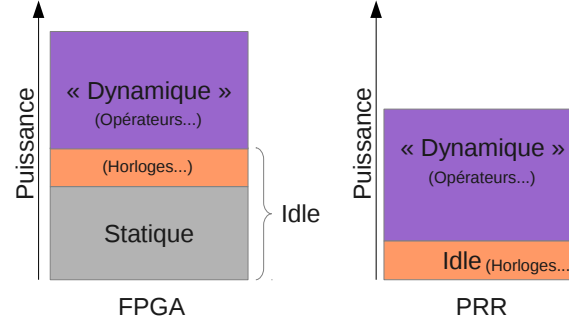 Puissance
« Dynamique »
(Opérateurs...)
(Horloges...)
Statique
Idle
FPGA
Puissance
« Dynamique »
(Opérateurs...)
Idle (Horloges...
PRR